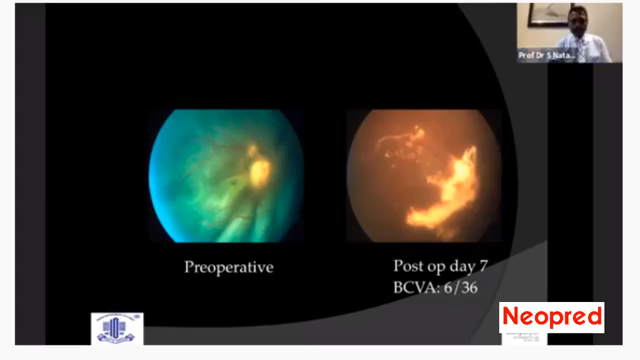 Prof Dr S Nata...
Preoperative
Post op day 7
BCVA: 6/36
Neopred